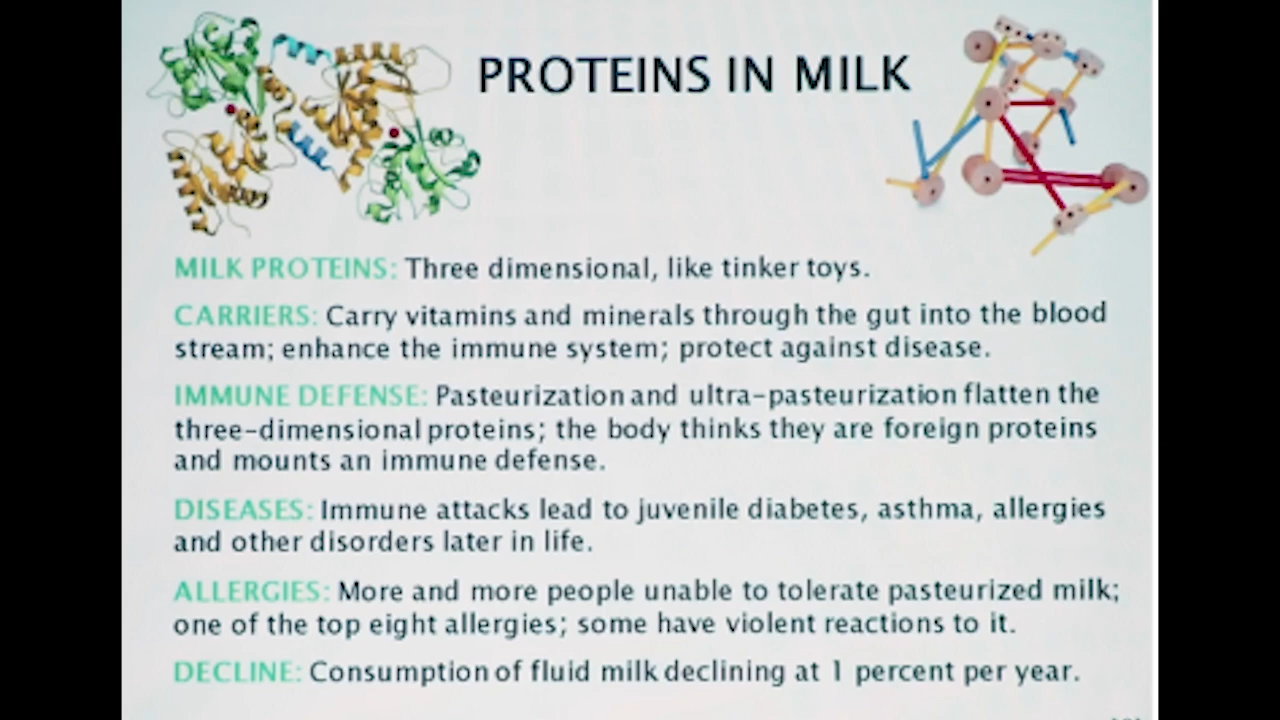 PROTEINS IN MILK
MILK PROTEINS: Three dimensional, like tinker toys.
CARRIERS: Carry vitamins and minerals through the gut into the blood
stream; enhance the immune system; protect against disease.
IMMUNE DEFENSE: Pasteurization and ultra-pasteurization flatten the
three-dimensional proteins; the body thinks they are foreign proteins
and mounts an immune defense.
DISEASES: Immune attacks lead to juvenile diabetes, asthma, allergies
and other disorders later in life.
ALLERGIES: More and more people unable to tolerate pasteurized milk;
one of the top eight allergies; some have violent reactions to it.
DECLINE: Consumption of fluid milk declining at 1 percent per year.